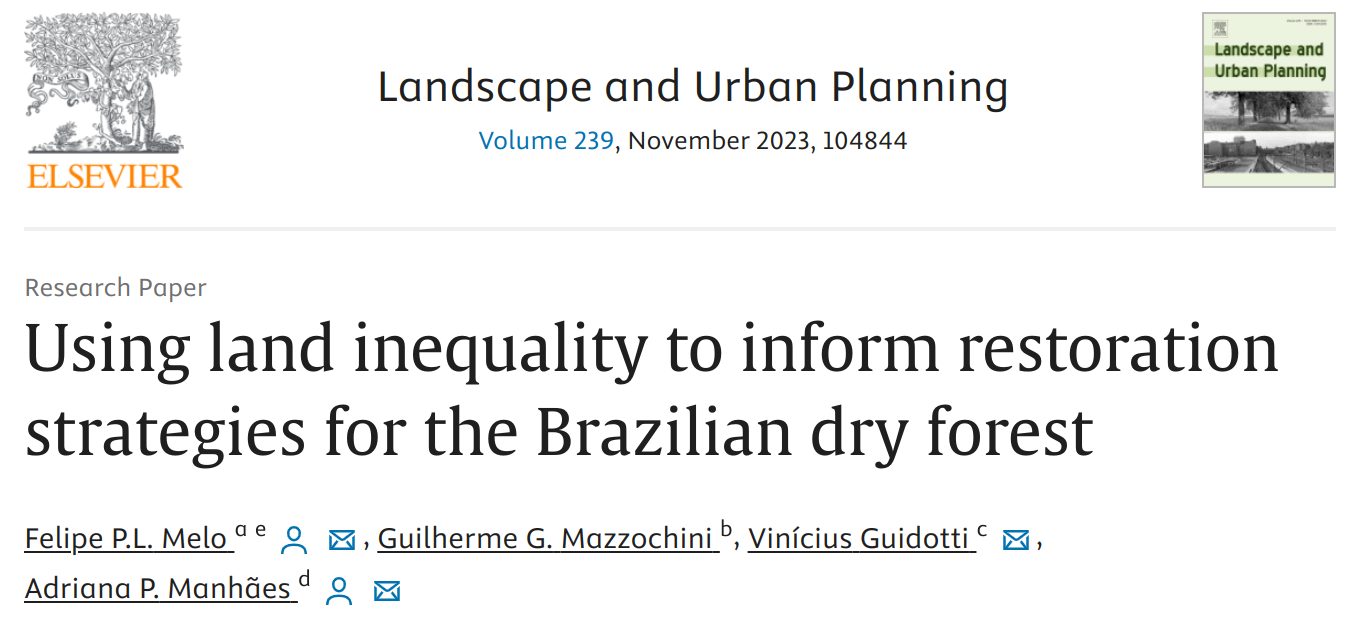 Landscape and Urban Planning
Volume 239, November 2023, 104844
ELSEVIER
Landscape and
Urban Planning
Research Paper
Using land inequality to inform restoration
strategies for the Brazilian dry forest
Felipe P.L. Melo a e, Guilherme G. Mazzochini b, Vinícius Guidotti c,
Adriana P. Manhães d